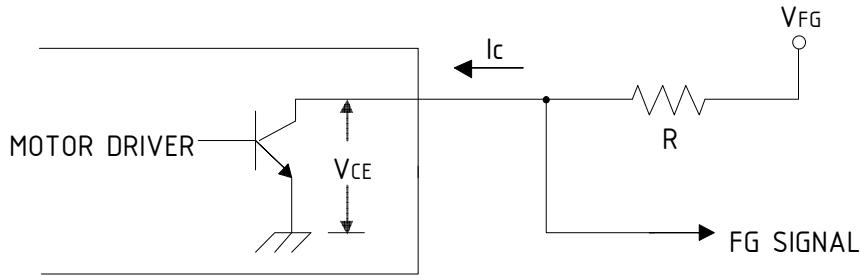 VFG
Ic
R
MOTOR DRIVER
VCE
FG SIGNAL